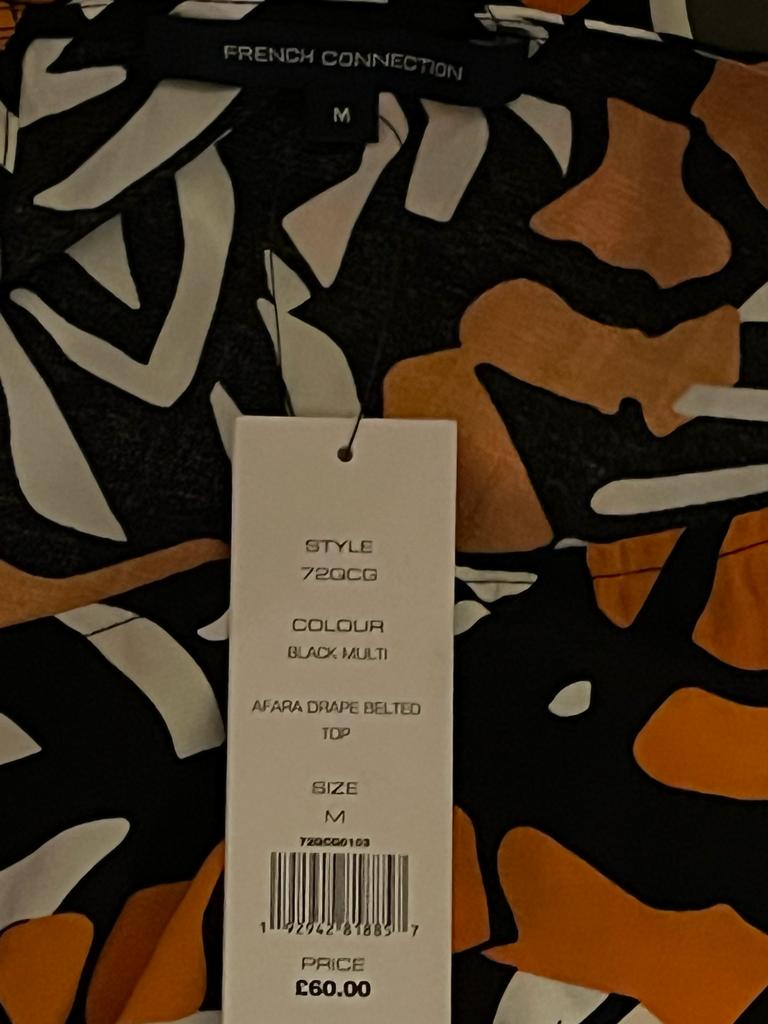 FRENCH CONNECTION
M
STYLE
72QCG
COLOUR
BLACK MULTI
AFARA DRAPE BELTED
TOP
SIZE
M
72QCG0103
1 92942 81885 7
PRICE
£60.00